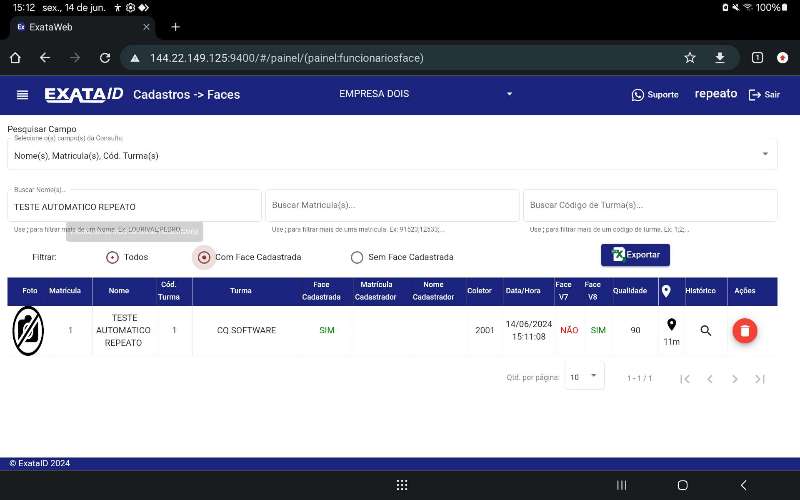 15:12 sex., 14 de jun.
100%
Ex ExataWeb
144.22.149.125:9400/#/painel/(painel:funcionariosface)
1
EXATAID Cadastros -> Faces
EMPRESA DOIS
Suporte
repeato
Sair
Pesquisar Campo
Selecione o(s) campo(s) da Consulta
Nome(s), Matricula(s), Cód. Turma(s)
Buscar Nome(s)...
TESTE AUTOMATICO REPEATO
Buscar Matricula(s)...
Buscar Código de Turma(s)...
Use ; para filtrar mais de um Nome. Ex: LOURIVAL;PEDRO;..
Use ; para filtrar mais de uma matrícula. Ex: 91523;12533;...
Use ; para filtrar mais de um código de turma. Ex: 1;2;...
Filtrar:
Todos
Com Face Cadastrada
Sem Face Cadastrada
Exportar
Foto Matrícula Nome Cód. Turma Turma Face Cadastrada Matrícula Cadastrador Nome Cadastrador Coletor Data/Hora Face V7 Face V8 Qualidade Histórico Ações
1 TESTE AUTOMATICO REPEATO 1 CQ.SOFTWARE SIM 2001 14/06/2024 15:11:08 NÃO SIM 90 11m
Qtd. por página: 10 1 - 1 / 1
© ExataID 2024